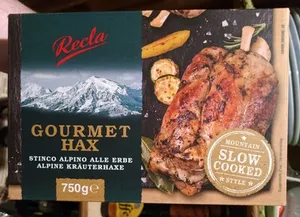 Recla
GOURMET
HAX
STINCO ALPINO ALLE ERBE
ALPINE KRÄUTERHAXE
750g℮
MOUNTAIN
SLOW
COOKED
STYLE